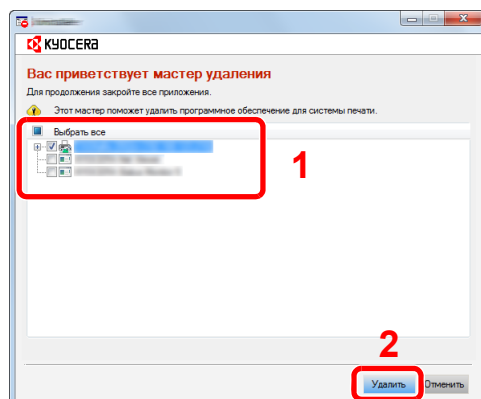 KYOCERA
Вас приветствует мастер удаления
Для продолжения закройте все приложения.
Этот мастер поможет удалить программное обеспечение для системы печати.
Выбрать все
1
2
Удалить Отменить